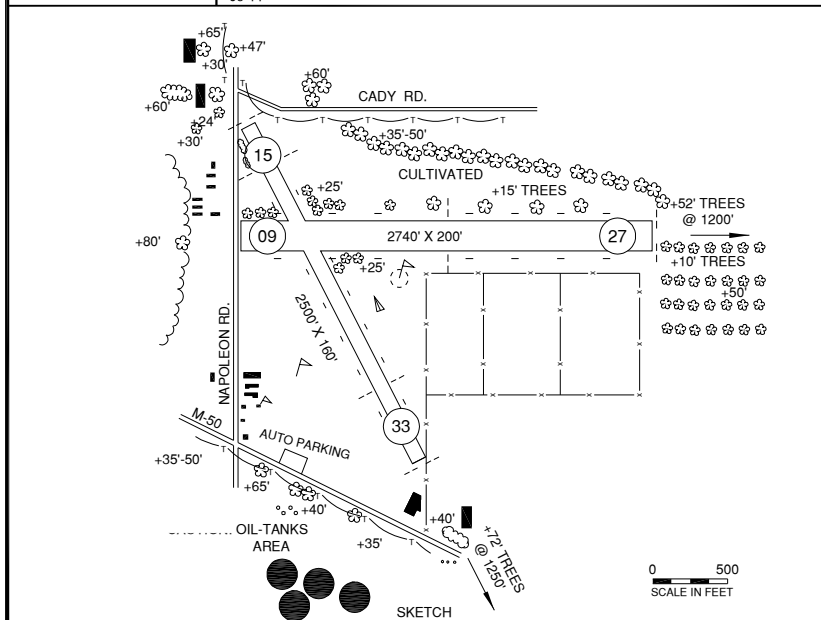 +65'
+47'
+30'
+60'
CADY RD.
+60'
+24'
+30'
+35'-50'
15
CULTIVATED
+25'
+15' TREES
+52' TREES
@ 1200'
+80'
09
2740' X 200'
27
+25'
+10' TREES
+50'
2500' X 160'
NAPOLEON RD.
M-50
33
AUTO PARKING
+35'-50'
+65'
+40'
+40'
+35'
+72' TREES
@ 1250'
OIL-TANKS
AREA
0 500
SCALE IN FEET
SKETCH